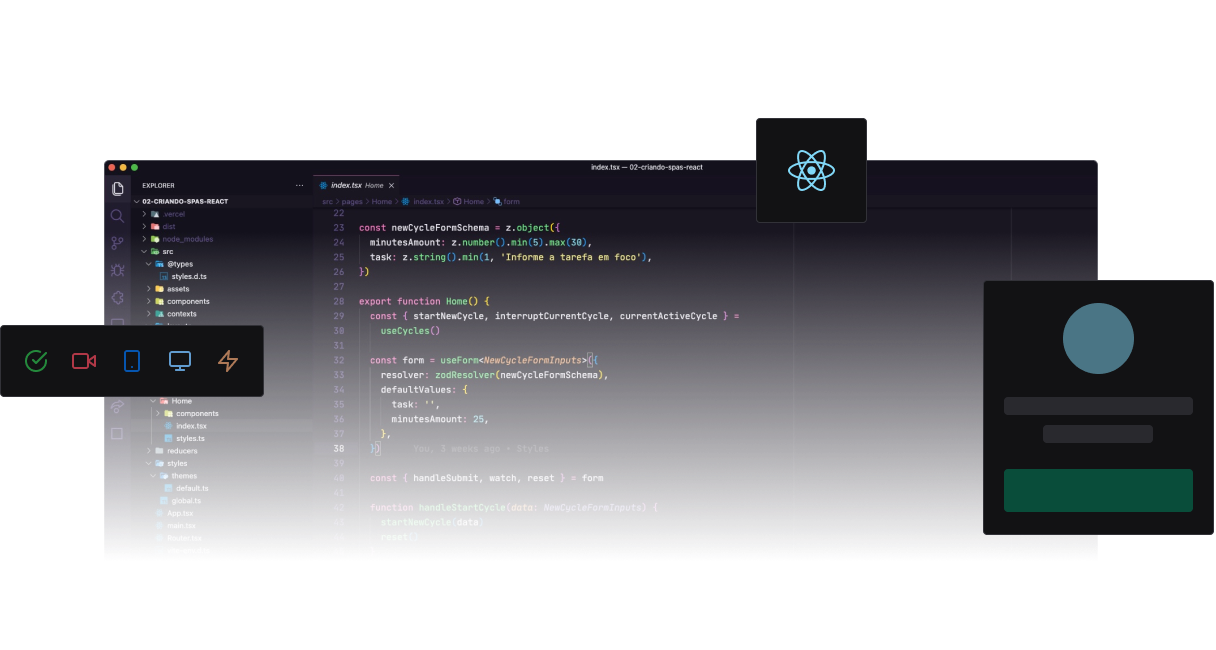 index.tsx — 02-criando-spas-react
EXPLORER ...
02-CRIANDO-SPAS-REACT
.vercel
dist
node_modules
src
@types
styles.d.ts
assets
components
contexts
Home
components
index.tsx
styles.ts
reducers
styles
themes
default.ts
global.ts
App.tsx
main.tsx
Router.tsx
index.tsx Home ×
src > pages > Home > index.tsx > Home > form
22
23 const newCycleFormSchema = z.object({
24 minutesAmount: z.number().min(5).max(30),
25 task: z.string().min(1, 'Informe a tarefa em foco'),
26 })
27
28 export function Home() {
29 const { startNewCycle, interruptCurrentCycle, currentActiveCycle } =
30 useCycles()
31
32 const form = useForm<NewCycleFormInputs>({
33 resolver: zodResolver(newCycleFormSchema),
34 defaultValues: {
35 task: '',
36 minutesAmount: 25,
37 },
38 }) You, 5 weeks ago • Styles
39
40 const { handleSubmit, watch, reset } = form
41
42 function handleStartCycle(data: NewCycleFormInputs) {
43 startNewCycle(data)
reset()